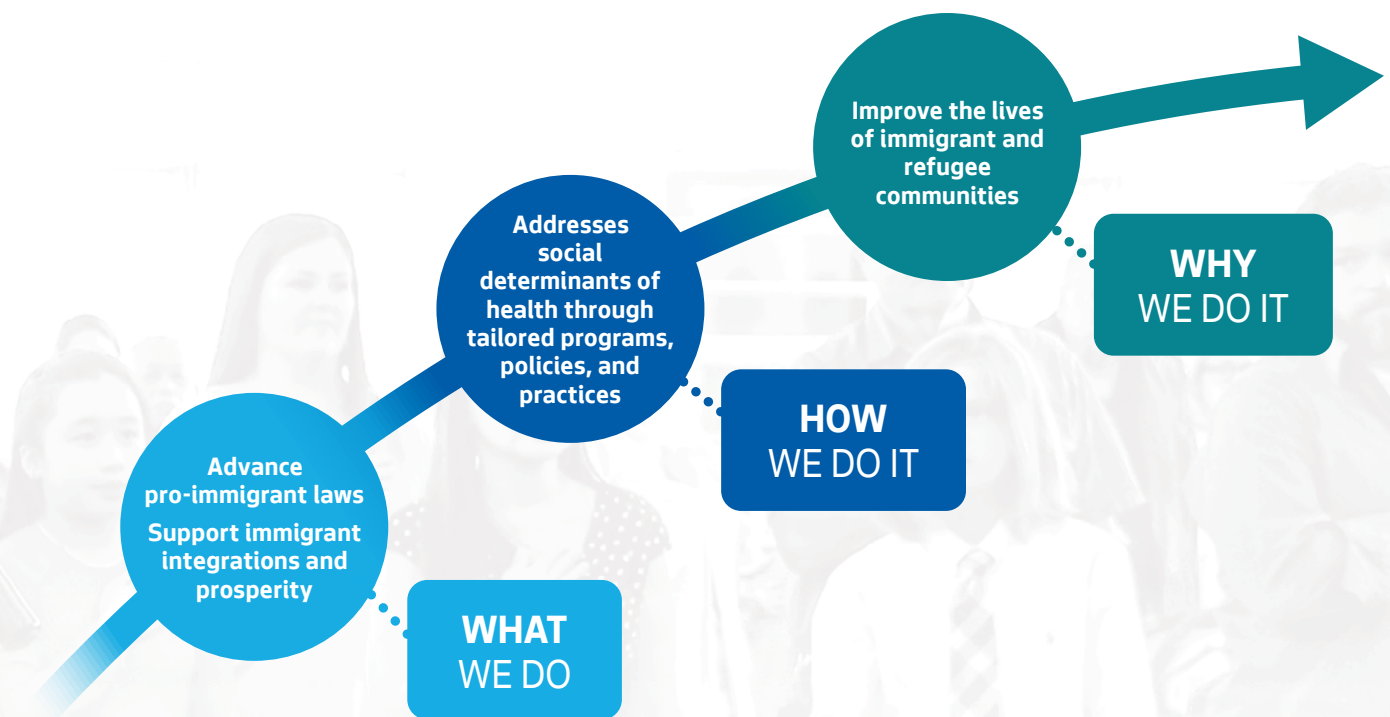 Advance
pro-immigrant laws
Support immigrant
integrations and
prosperity
WHAT
WE DO
Addresses
social
determinants of
health through
tailored programs,
policies, and
practices
HOW
WE DO IT
Improve the lives
of immigrant and
refugee
communities
WHY
WE DO IT